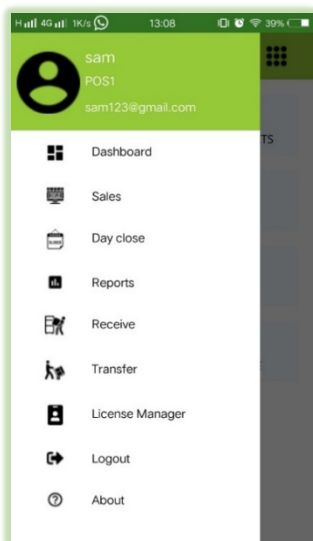 H 4G 1K/s 13:08 39%
sam
POS1
sam123@gmail.com
TS
Dashboard
Sales
Day close
Reports
Receive
Transfer
License Manager
Logout
About